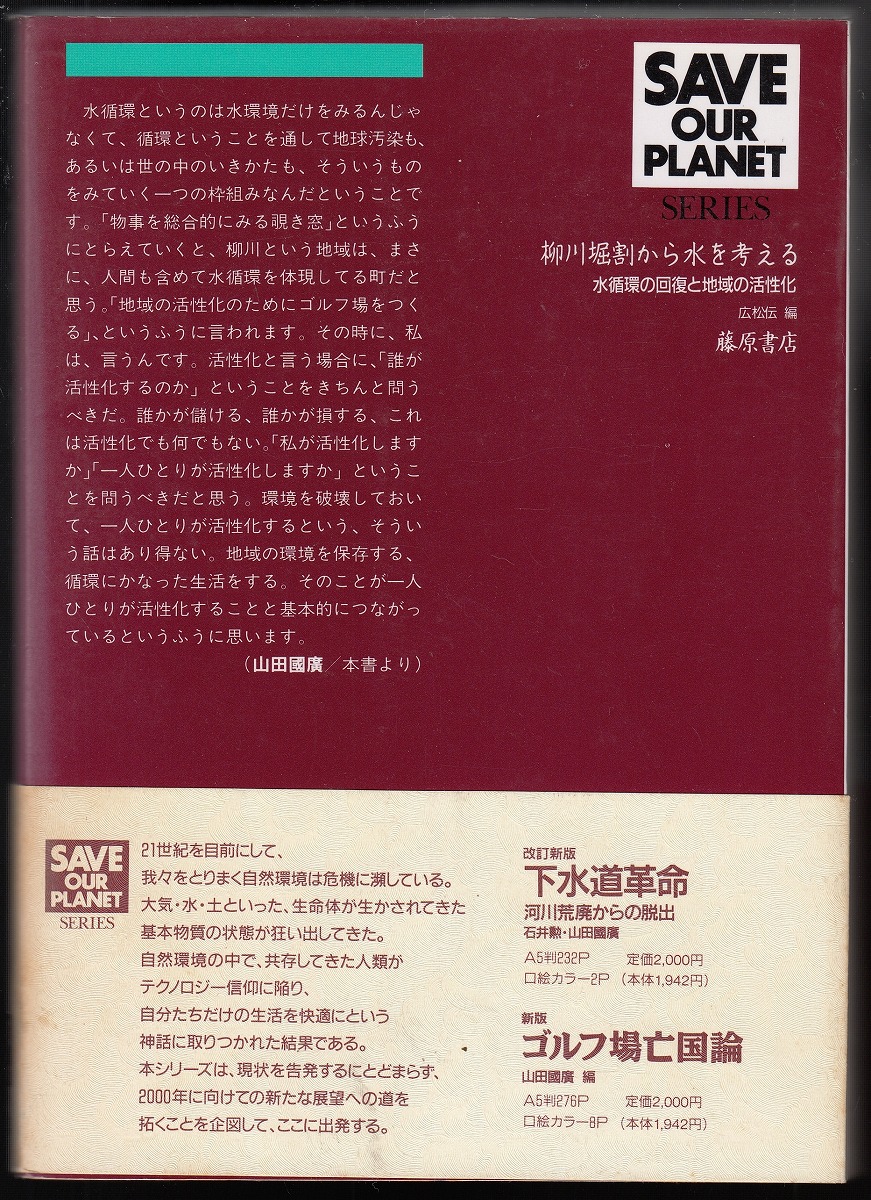 水循環というのは水環境だけをみるんじゃ
なくて、循環ということを通して地球汚染も、
あるいは世の中のいきかたも、そういうもの
をみていく一つの枠組みなんだということで
す。「物事を総合的にみる覗き窓」というふう
にとらえていくと、柳川という地域は、まさ
に、人間も含めて水循環を体現してる町だと
思う。「地域の活性化のためにゴルフ場をつく
る」、というふうに言われます。その時に、私
は、言うんです。活性化と言う場合に、「誰が
活性化するのか」ということをきちんと問う
べきだ。誰かが儲ける、誰かが損する、これ
は活性化でも何でもない。「私が活性化します
か」「一人ひとりが活性化しますか」というこ
とを問うべきだと思う。環境を破壊しておい
て、一人ひとりが活性化するという、そうい
う話はあり得ない。地域の環境を保存する、
循環にかなった生活をする。そのことが一人
ひとりが活性化することと基本的につながっ
ているというふうに思います。
（山田國廣／本書より）
SAVE
OUR
PLANET
SERIES
柳川堀割から水を考える
水循環の回復と地域の活性化
広松伝 編
藤原書店
SAVE
OUR
PLANET
SERIES
21世紀を目前にして、
我々をとりまく自然環境は危機に瀕している。
大気・水・土といった、生命体が生かされてきた
基本物質の状態が狂い出してきた。
自然環境の中で、共存してきた人類が
テクノロジー信仰に陥り、
自分たちだけの生活を快適にという
神話に取りつかれた結果である。
本シリーズは、現状を告発するにとどまらず、
2000年に向けての新たな展望への道を
拓くことを企図して、ここに出発する。
改訂新版
下水道革命
河川荒廃からの脱出
石井勲・山田國廣
A5判232P 定価2,000円
口絵カラー2P （本体1,942円）
新版
ゴルフ場亡国論
山田國廣 編
A5判276P 定価2,000円
口絵カラー8P （本体1,942円）